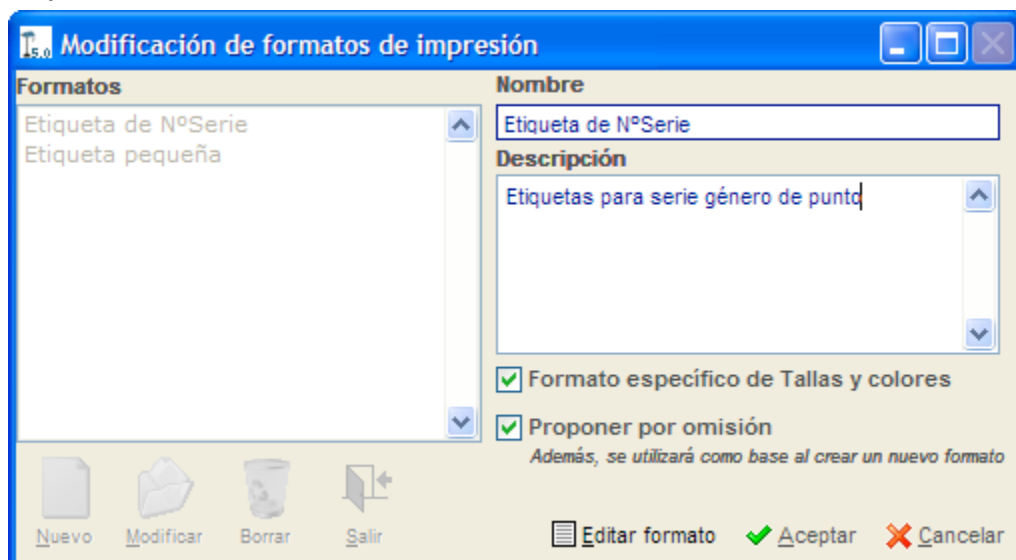 5.0 Modificación de formatos de impresión
Formatos
Etiqueta de NºSerie
Etiqueta pequeña
Nombre
Etiqueta de NºSerie
Descripción
Etiquetas para serie género de punto
Formato específico de Tallas y colores
Proponer por omisión
Además, se utilizará como base al crear un nuevo formato
Nuevo Modificar Borrar Salir
Editar formato Aceptar Cancelar